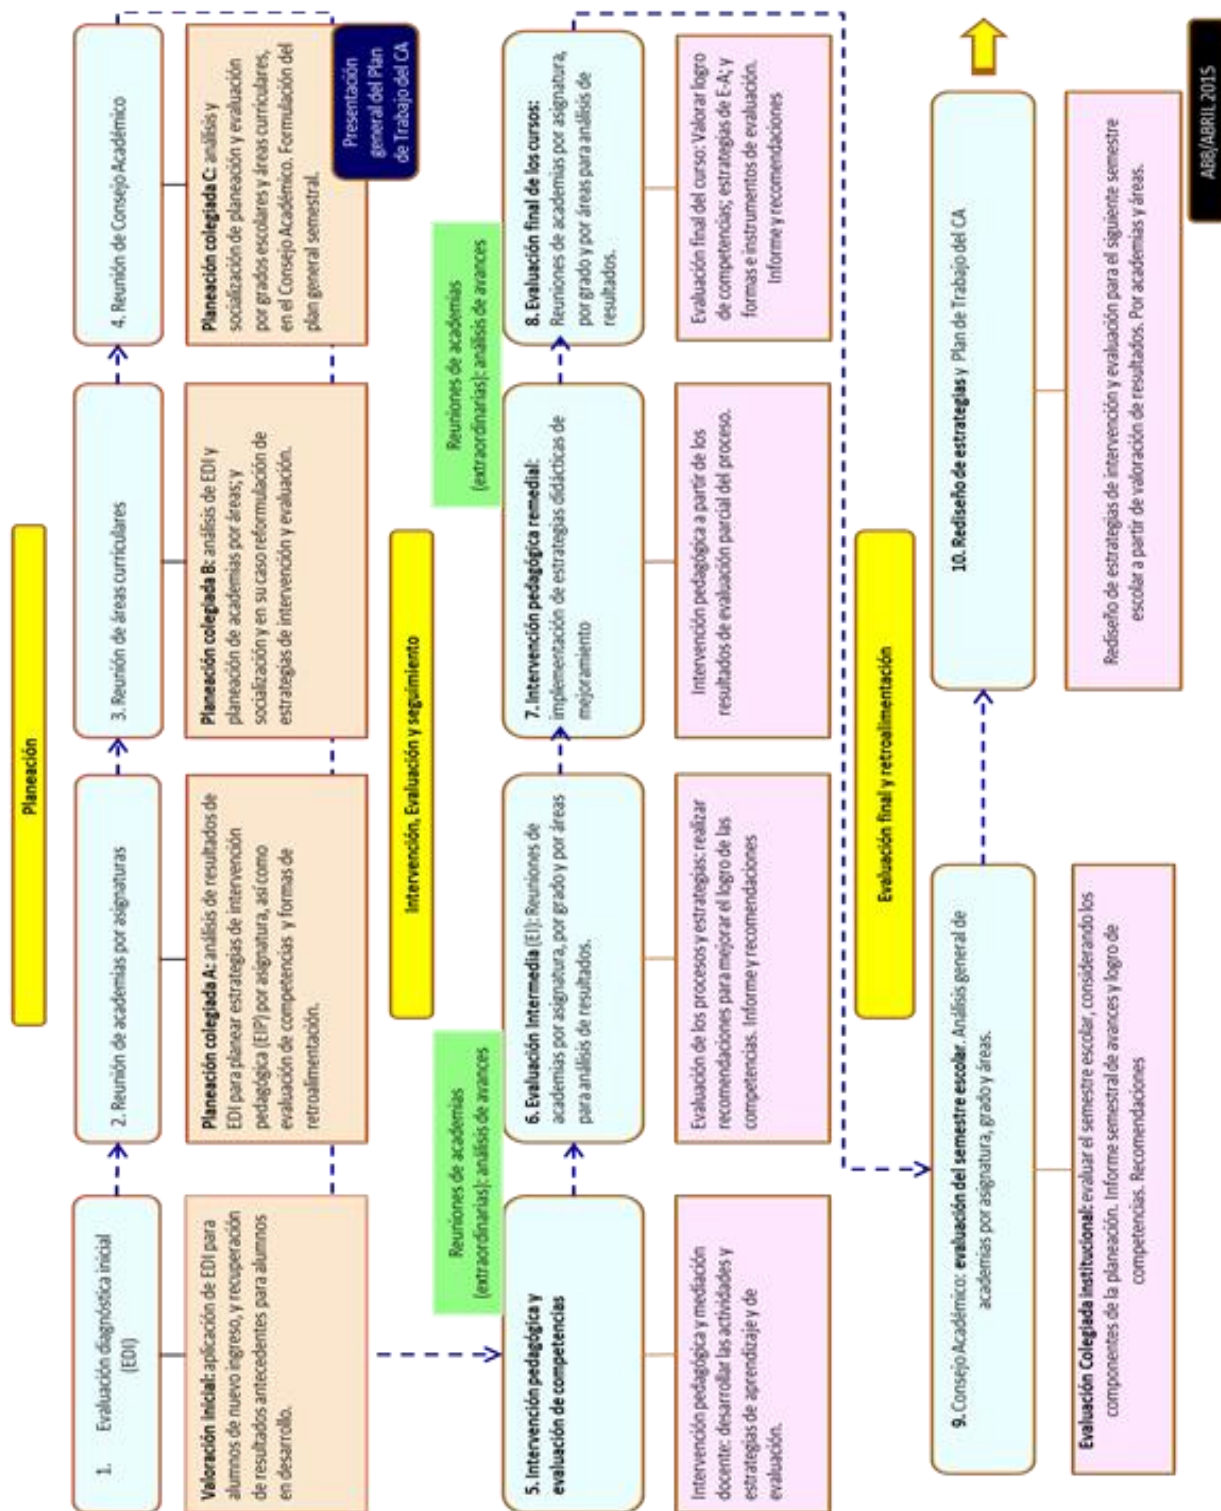 Planeación
1. Evaluación diagnóstica inicial
(EDI)
Valoración inicial: aplicación de EDI para
alumnos de nuevo ingreso, y recuperación
de resultados antecedentes para alumnos
en desarrollo.
2. Reunión de academias por asignaturas
Planeación colegiada A: análisis de resultados de
EDI para planear estrategias de intervención
pedagógica (EIP) por asignatura, así como
evaluación de competencias y formas de
retroalimentación.
3. Reunión de áreas curriculares
Planeación colegiada B: análisis de EDI y
planeación de academias por áreas; y
socialización y en su caso reformulación de
estrategias de intervención y evaluación.
4. Reunión de Consejo Académico
Planeación colegiada C: análisis y
socialización de planeación y evaluación
por grados escolares y áreas curriculares,
en el Consejo Académico. Formulación del
plan general semestral.
Presentación
general del Plan
de Trabajo del CA
Intervención, Evaluación y seguimiento
Reuniones de academias
(extraordinarias): análisis de avances
Reuniones de academias
(extraordinarias): análisis de avances
5. Intervención pedagógica y
evaluación de competencias
Intervención pedagógica y mediación
docente: desarrollar las actividades y
estrategias de aprendizaje y de
evaluación.
6. Evaluación Intermedia (EI): Reuniones de
academias por asignatura, por grado y por áreas
para análisis de resultados.
Evaluación de los procesos y estrategias: realizar
recomendaciones para mejorar el logro de las
competencias. Informe y recomendaciones
7. Intervención pedagógica remedial:
implementación de estrategias didácticas de
mejoramiento
Intervención pedagógica a partir de los
resultados de evaluación parcial del proceso.
8. Evaluación final de los cursos:
Reuniones de academias por asignatura,
por grado y por áreas para análisis de
resultados.
Evaluación final del curso: Valorar logro
de competencias; estrategias de E-A; y
formas e instrumentos de evaluación.
Informe y recomendaciones
Evaluación final y retroalimentación
9. Consejo Académico: evaluación del semestre escolar. Análisis general de
academias por asignatura, grado y áreas.
Evaluación Colegiada institucional: evaluar el semestre escolar, considerando los
componentes de la planeación. Informe semestral de avances y logro de
competencias. Recomendaciones
10. Rediseño de estrategias y Plan de Trabajo del CA
Rediseño de estrategias de intervención y evaluación para el siguiente semestre
escolar a partir de valoración de resultados. Por academias y áreas.
ABB/ABRIL 2015